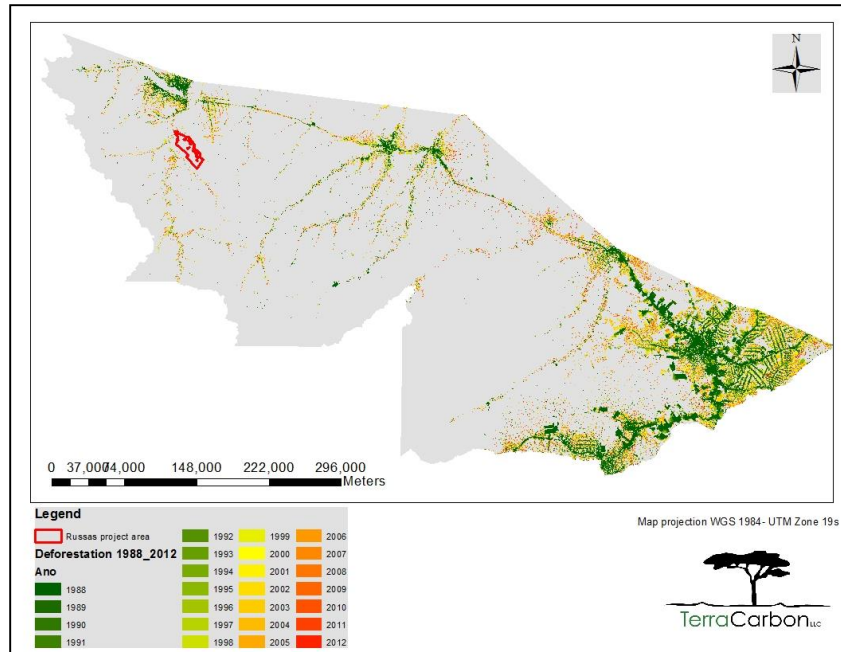 N
0 37,00074,000 148,000 222,000 296,000
Meters
Legend
Russas project area
Deforestation 1988_2012
Ano
1988
1989
1990
1991
1992
1993
1994
1995
1996
1997
1998
1999
2000
2001
2002
2003
2004
2005
2006
2007
2008
2009
2010
2011
2012
Map projection WGS 1984- UTM Zone 19s
TerraCarbon LLC